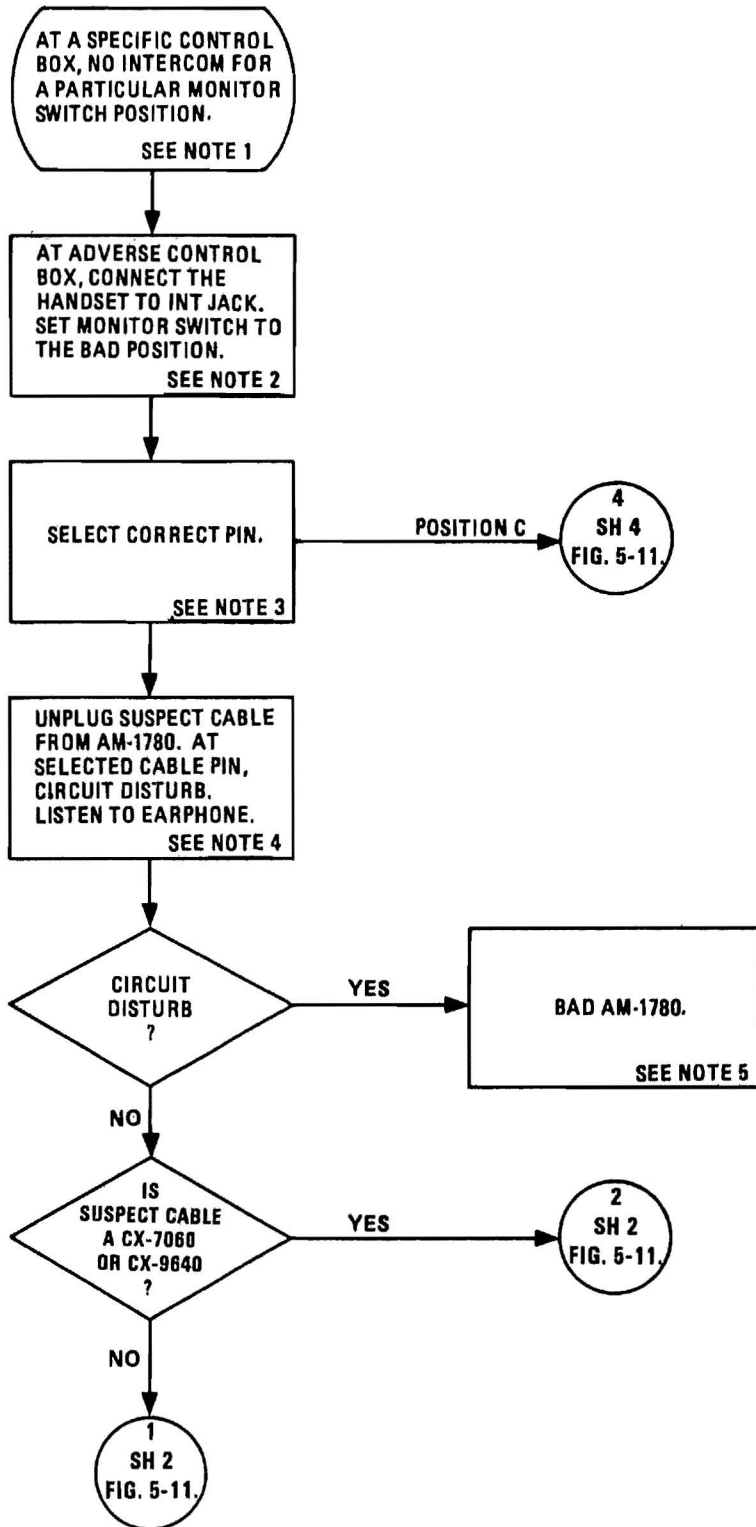 AT A SPECIFIC CONTROL
BOX, NO INTERCOM FOR
A PARTICULAR MONITOR
SWITCH POSITION.
SEE NOTE 1
AT ADVERSE CONTROL
BOX, CONNECT THE
HANDSET TO INT JACK.
SET MONITOR SWITCH TO
THE BAD POSITION.
SEE NOTE 2
SELECT CORRECT PIN.
SEE NOTE 3
POSITION C
4
SH 4
FIG. 5-11.
UNPLUG SUSPECT CABLE
FROM AM-1780. AT
SELECTED CABLE PIN,
CIRCUIT DISTURB.
LISTEN TO EARPHONE.
SEE NOTE 4
CIRCUIT
DISTURB
?
YES
BAD AM-1780.
SEE NOTE 5
NO
IS
SUSPECT CABLE
A CX-7060
OR CX-9640
?
YES
2
SH 2
FIG. 5-11.
NO
1
SH 2
FIG. 5-11.